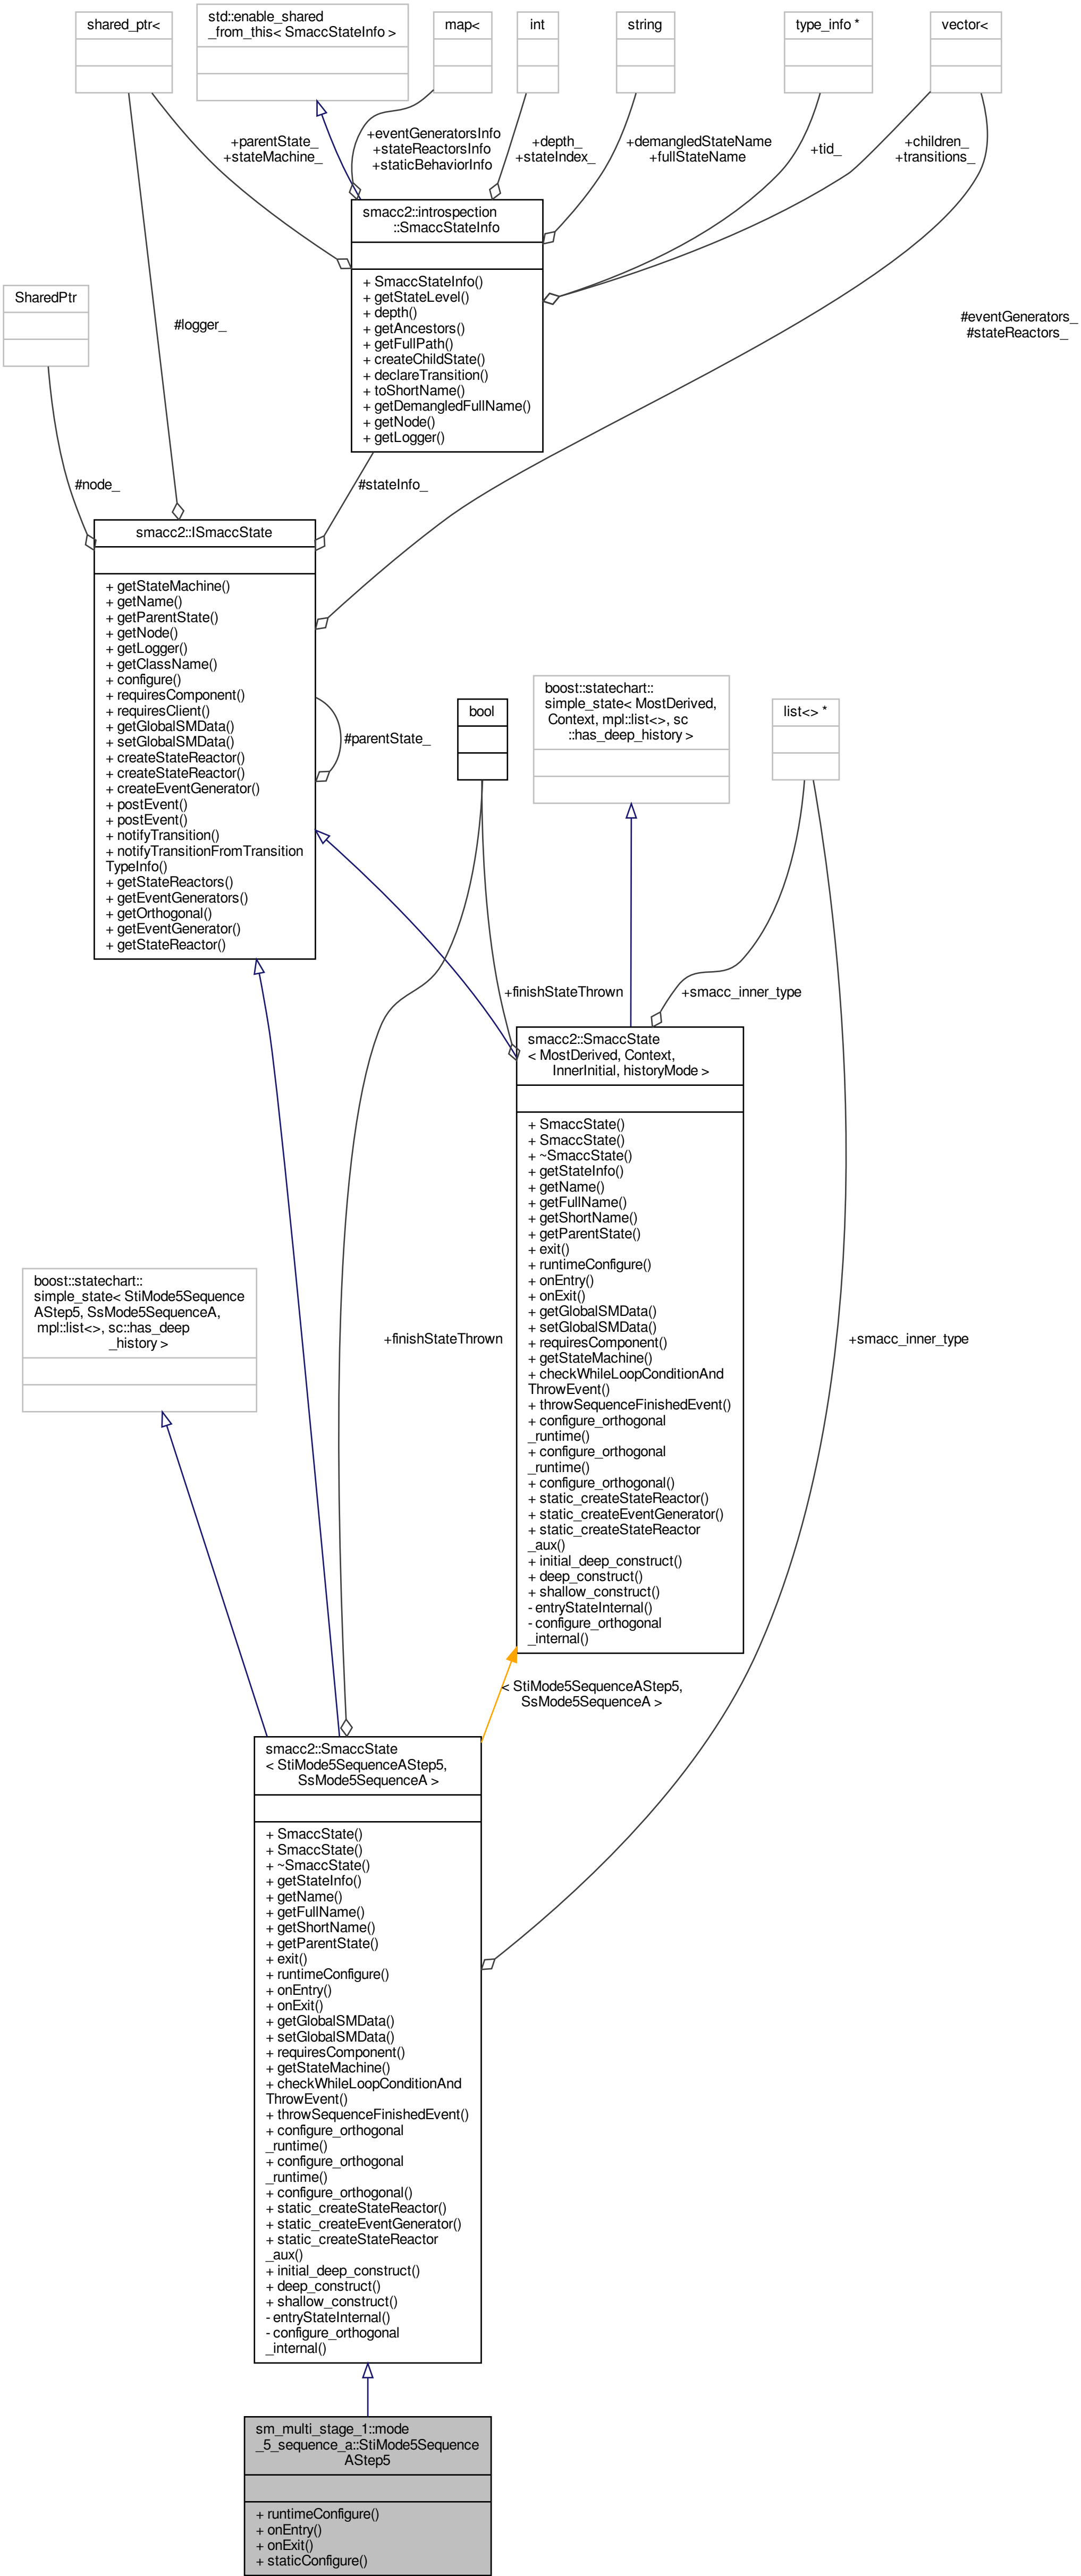 shared_ptr<
std::enable_shared
_from_this< SmaccStateInfo >
map<
int
string
type_info *
vector<
+parentState_
+stateMachine_
+eventGeneratorsInfo
+stateReactorsInfo
+staticBehaviorInfo
+depth_
+stateIndex_
+demangledStateName
+fullStateName
+tid_
+children_
+transitions_
smacc2::introspection
::SmaccStateInfo
+ SmaccStateInfo()
+ getStateLevel()
+ depth()
+ getAncestors()
+ getFullPath()
+ createChildState()
+ declareTransition()
+ toShortName()
+ getDemangledFullName()
+ getNode()
+ getLogger()
SharedPtr
#logger_
#eventGenerators_
#stateReactors_
#node_
#stateInfo_
smacc2::ISmaccState
+ getStateMachine()
+ getName()
+ getParentState()
+ getNode()
+ getLogger()
+ getClassName()
+ configure()
+ requiresComponent()
+ requiresClient()
+ getGlobalSMData()
+ setGlobalSMData()
+ createStateReactor()
+ createStateReactor()
+ createEventGenerator()
+ postEvent()
+ postEvent()
+ notifyTransition()
+ notifyTransitionFromTransition
TypeInfo()
+ getStateReactors()
+ getEventGenerators()
+ getOrthogonal()
+ getEventGenerator()
+ getStateReactor()
#parentState_
bool
boost::statechart::
simple_state< MostDerived,
Context, mpl::list<>, sc
::has_deep_history >
list<> *
+finishStateThrown
+smacc_inner_type
smacc2::SmaccState
< MostDerived, Context,
InnerInitial, historyMode >
+ SmaccState()
+ SmaccState()
+ ~SmaccState()
+ getStateInfo()
+ getName()
+ getFullName()
+ getShortName()
+ getParentState()
+ exit()
+ runtimeConfigure()
+ onEntry()
+ onExit()
+ getGlobalSMData()
+ setGlobalSMData()
+ requiresComponent()
+ getStateMachine()
+ checkWhileLoopConditionAnd
ThrowEvent()
+ throwSequenceFinishedEvent()
+ configure_orthogonal
_runtime()
+ configure_orthogonal
_runtime()
+ configure_orthogonal()
+ static_createStateReactor()
+ static_createEventGenerator()
+ static_createStateReactor
_aux()
+ initial_deep_construct()
+ deep_construct()
+ shallow_construct()
- entryStateInternal()
- configure_orthogonal
_internal()
boost::statechart::
simple_state< StiMode5Sequence
AStep5, SsMode5SequenceA,
mpl::list<>, sc::has_deep
_history >
+finishStateThrown
+smacc_inner_type
< StiMode5SequenceAStep5,
SsMode5SequenceA >
smacc2::SmaccState
< StiMode5SequenceAStep5,
SsMode5SequenceA >
+ SmaccState()
+ SmaccState()
+ ~SmaccState()
+ getStateInfo()
+ getName()
+ getFullName()
+ getShortName()
+ getParentState()
+ exit()
+ runtimeConfigure()
+ onEntry()
+ onExit()
+ getGlobalSMData()
+ setGlobalSMData()
+ requiresComponent()
+ getStateMachine()
+ checkWhileLoopConditionAnd
ThrowEvent()
+ throwSequenceFinishedEvent()
+ configure_orthogonal
_runtime()
+ configure_orthogonal
_runtime()
+ configure_orthogonal()
+ static_createStateReactor()
+ static_createEventGenerator()
+ static_createStateReactor
_aux()
+ initial_deep_construct()
+ deep_construct()
+ shallow_construct()
- entryStateInternal()
- configure_orthogonal
_internal()
sm_multi_stage_1::mode
_5_sequence_a::StiMode5Sequence
AStep5
+ runtimeConfigure()
+ onEntry()
+ onExit()
+ staticConfigure()